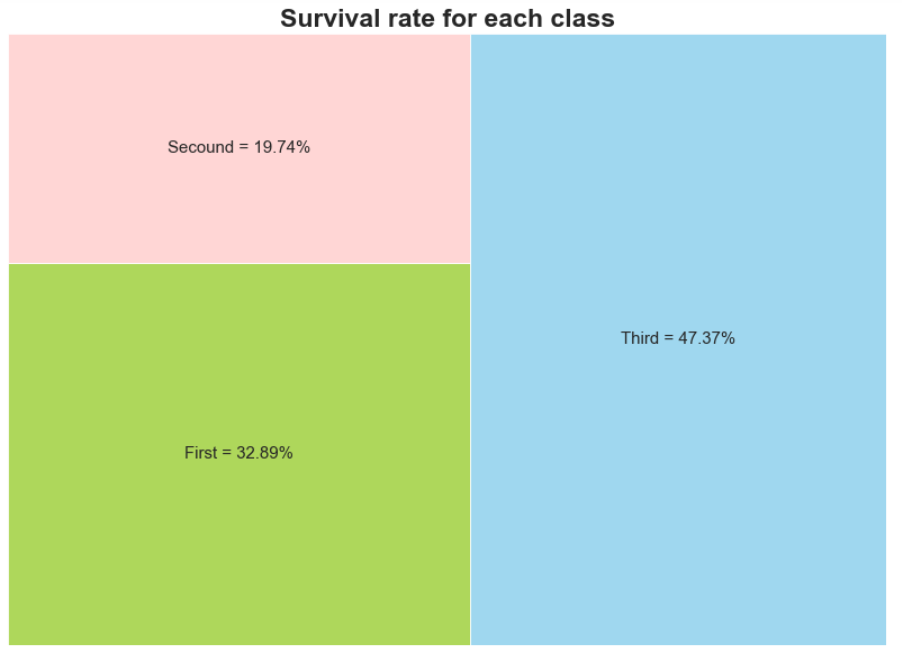 Survival rate for each class
Secound = 19.74%
Third = 47.37%
First = 32.89%